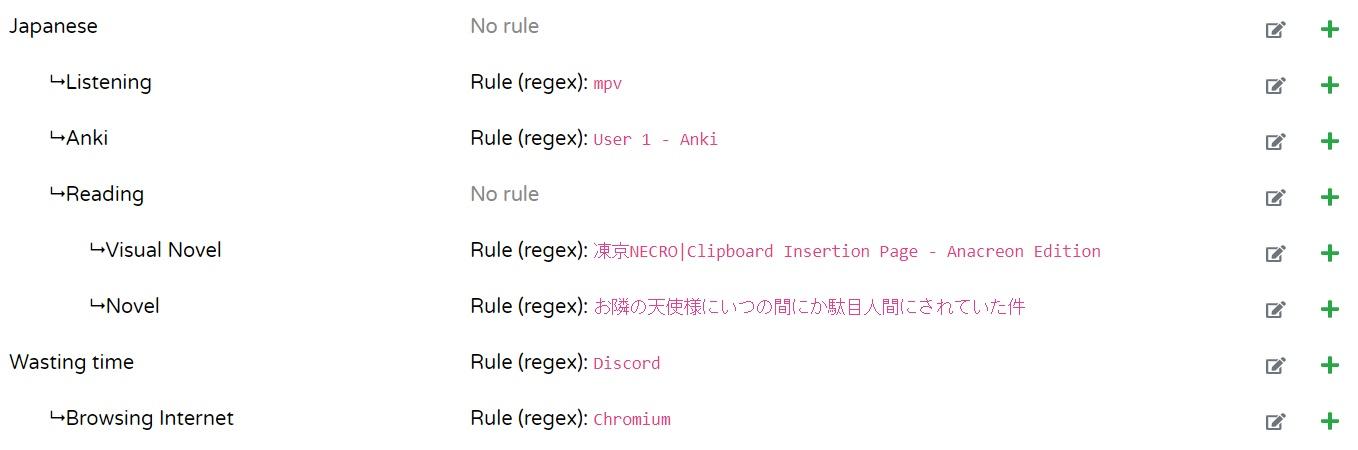 Japanese No rule
↪Listening Rule (regex): mpv
↪Anki Rule (regex): User 1 - Anki
↪Reading No rule
↪Visual Novel Rule (regex): 凍京NECRO|Clipboard Insertion Page - Anacreon Edition
↪Novel Rule (regex): お隣の天使様にいつの間にか駄目人間にされていた件
Wasting time Rule (regex): Discord
↪Browsing Internet Rule (regex): Chromium